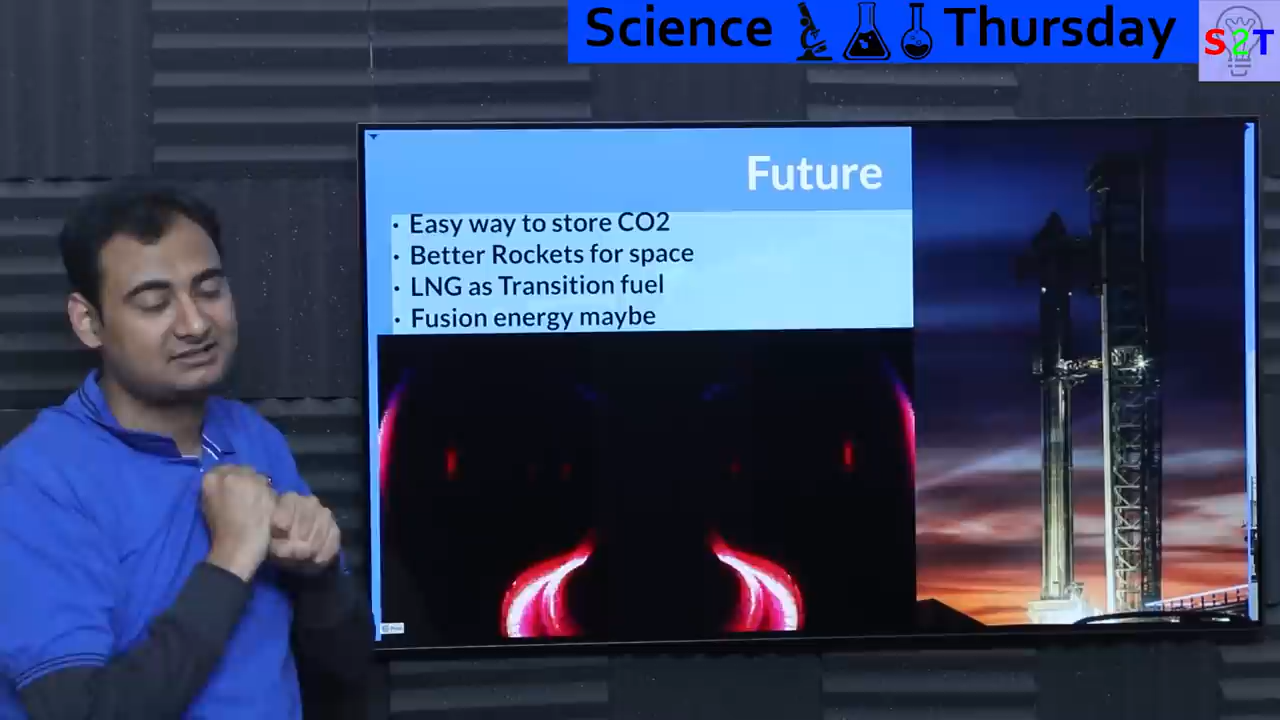 Science Thursday
S2T
Future
· Easy way to store CO2
· Better Rockets for space
· LNG as Transition fuel
· Fusion energy maybe